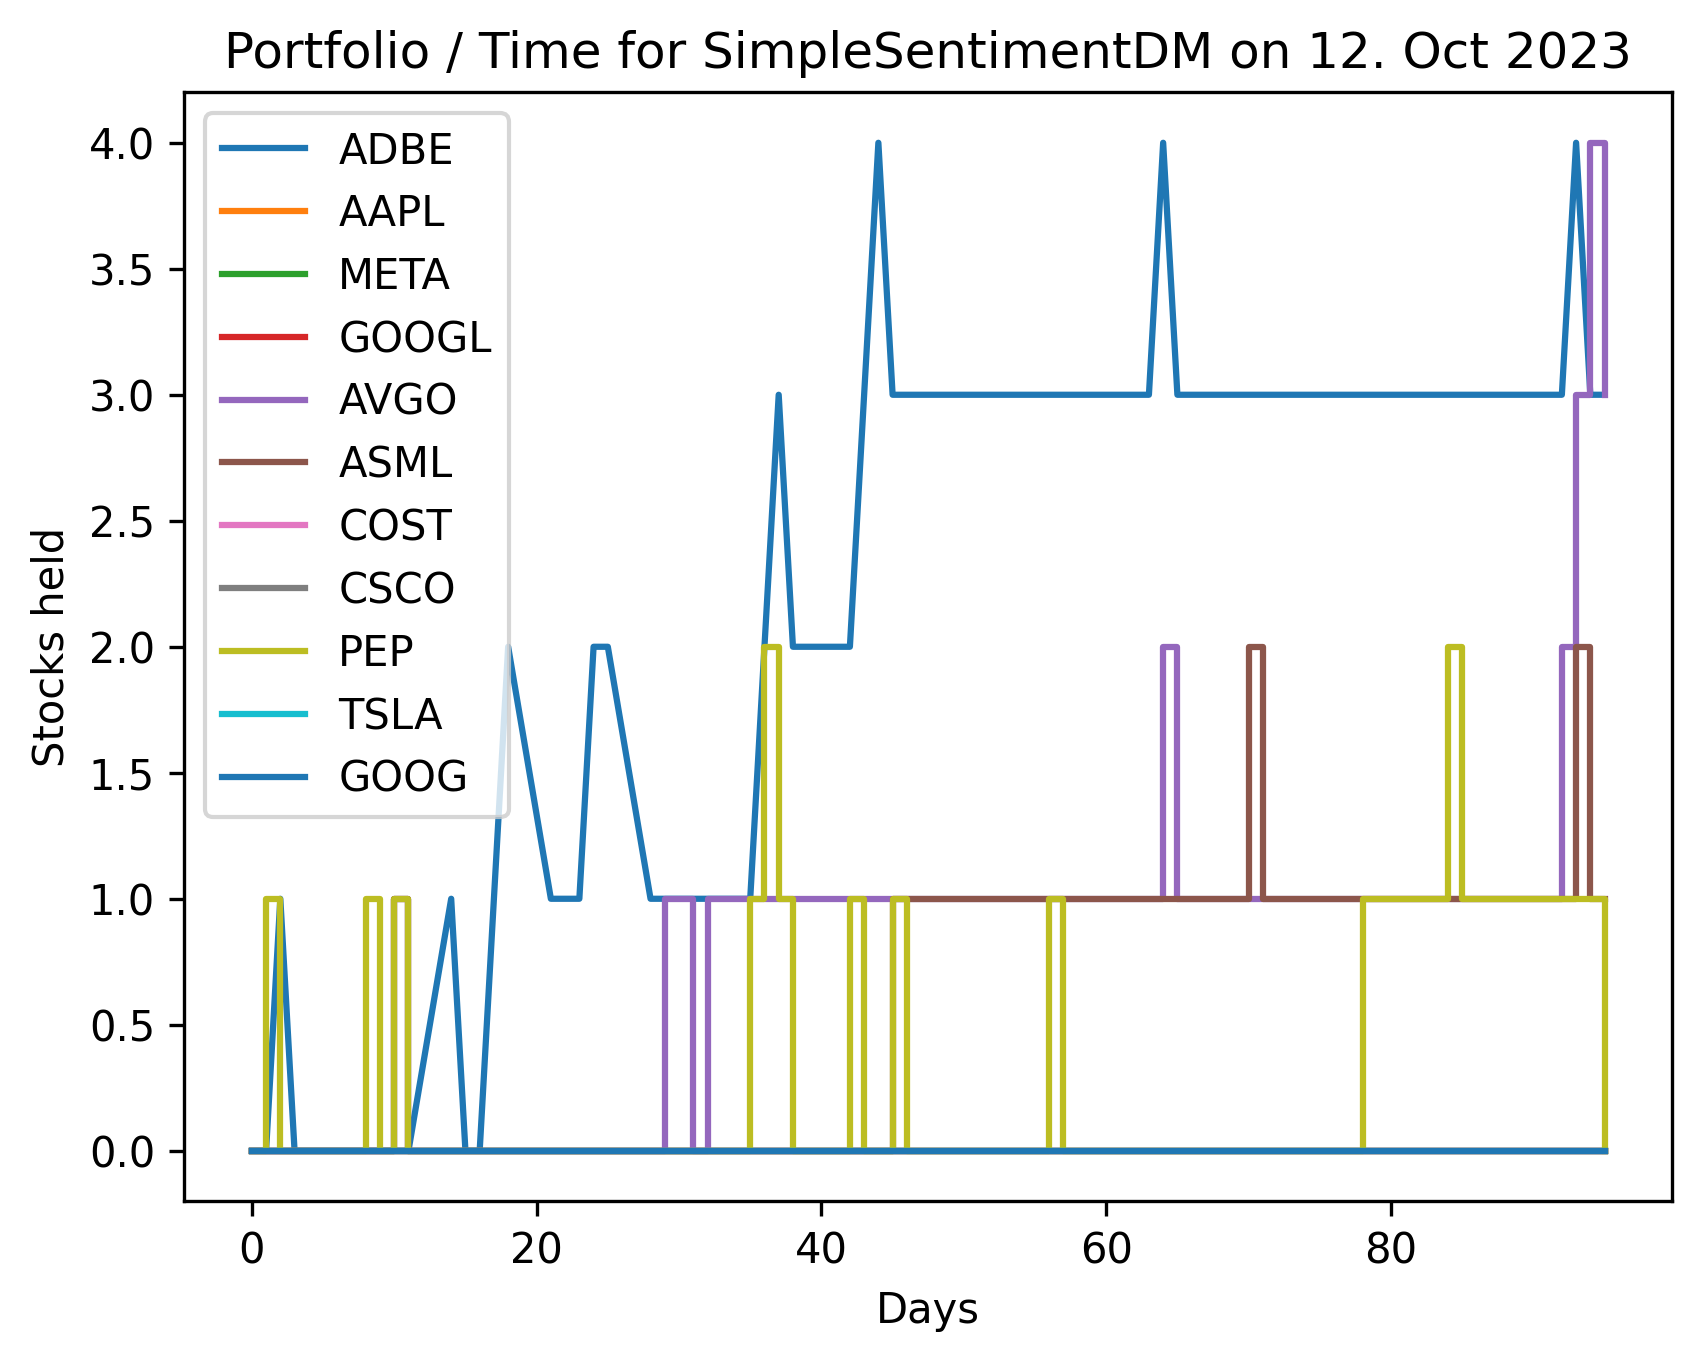 Portfolio / Time for SimpleSentimentDM on 12. Oct 2023
4.0
3.5
3.0
2.5
2.0
1.5
1.0
0.5
0.0
Stocks held
ADBE
AAPL
META
GOOGL
AVGO
ASML
COST
CSCO
PEP
TSLA
GOOG
0 20 40 60 80
Days